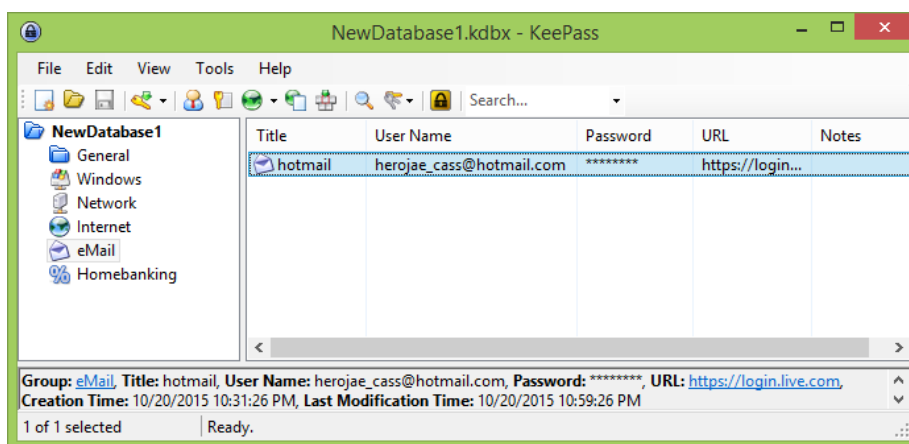 NewDatabase1.kdbx - KeePass
File Edit View Tools Help
Search...
NewDatabase1
General
Windows
Network
Internet
eMail
Homebanking
Title User Name Password URL Notes
hotmail herojae_cass@hotmail.com ******** https://login...
Group: eMail, Title: hotmail, User Name: herojae_cass@hotmail.com, Password: ********, URL: https://login.live.com,
Creation Time: 10/20/2015 10:31:26 PM, Last Modification Time: 10/20/2015 10:59:26 PM
1 of 1 selected Ready.